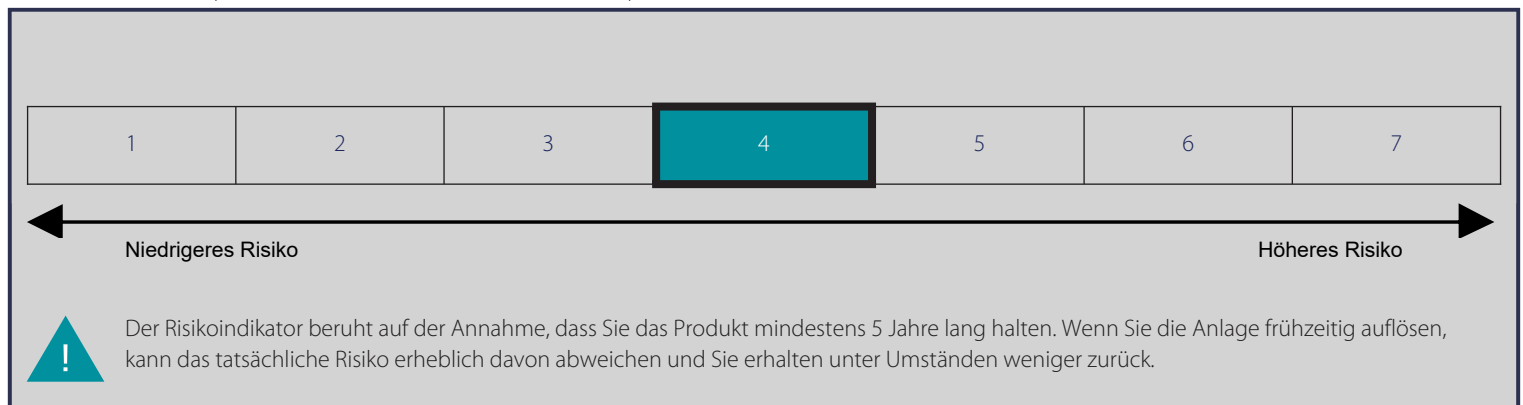 1 2 3 4 5 6 7
Niedrigeres Risiko Höheres Risiko
! Der Risikoindikator beruht auf der Annahme, dass Sie das Produkt mindestens 5 Jahre lang halten. Wenn Sie die Anlage frühzeitig auflösen,
kann das tatsächliche Risiko erheblich davon abweichen und Sie erhalten unter Umständen weniger zurück.